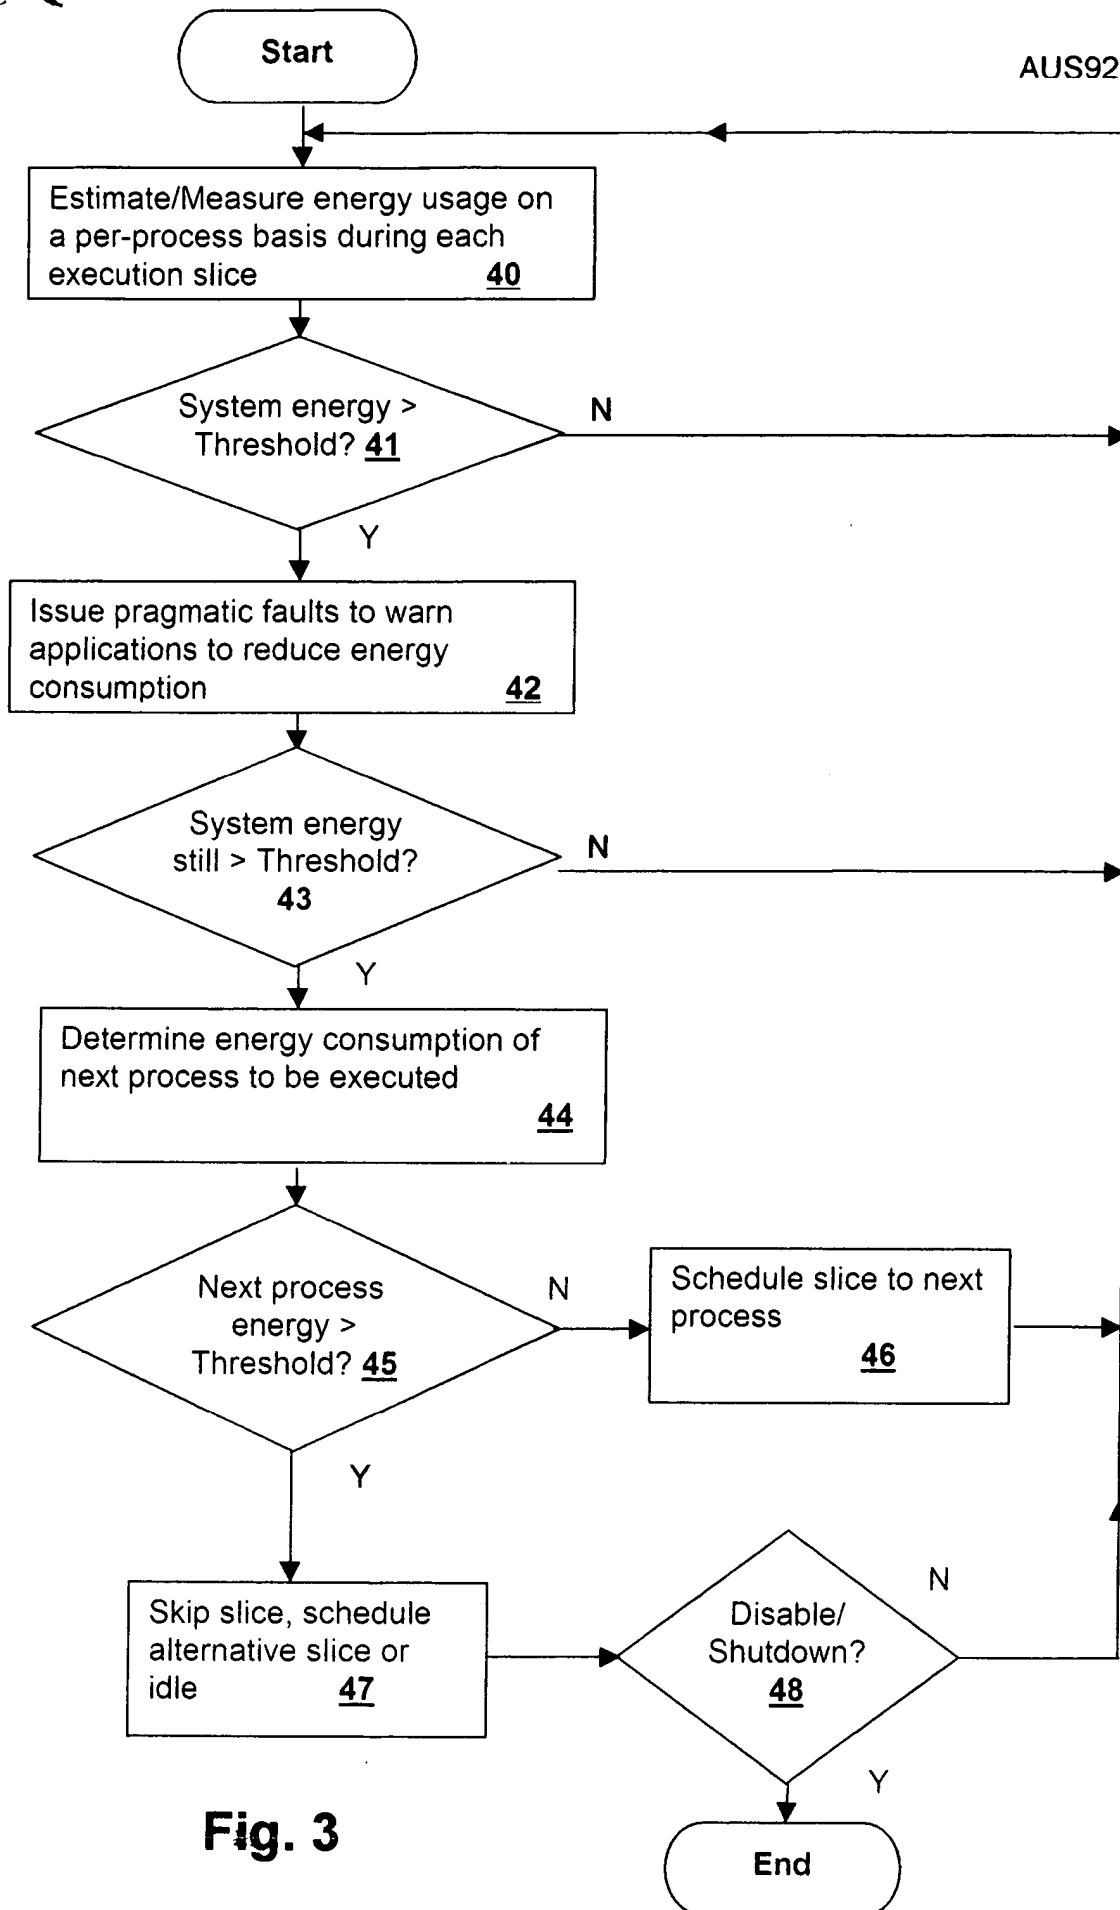 Start
AUS92
Estimate/Measure energy usage on
a per-process basis during each
execution slice 40
System energy >
Threshold? 41
N
Y
Issue pragmatic faults to warn
applications to reduce energy
consumption 42
System energy
still > Threshold?
43
N
Y
Determine energy consumption of
next process to be executed
44
Next process
energy >
Threshold? 45
N
Schedule slice to next
process
46
Y
Skip slice, schedule
alternative slice or
idle 47
Disable/
Shutdown?
48
N
Y
Fig. 3
End